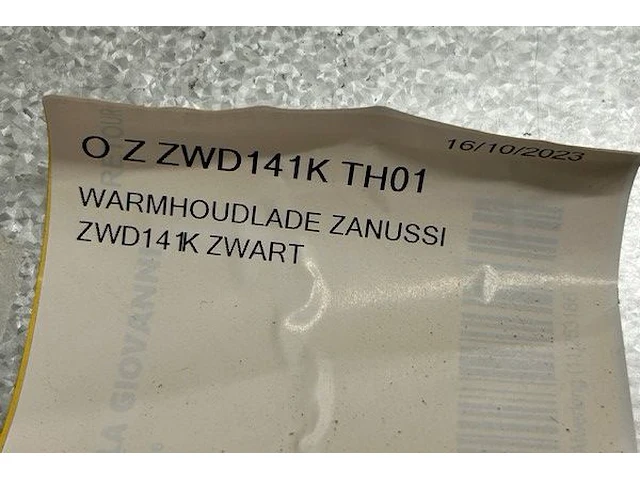 16/10/2023
O Z ZWD141K TH01
WARMHOUDLADE ZANUSSI
ZWD141K ZWART